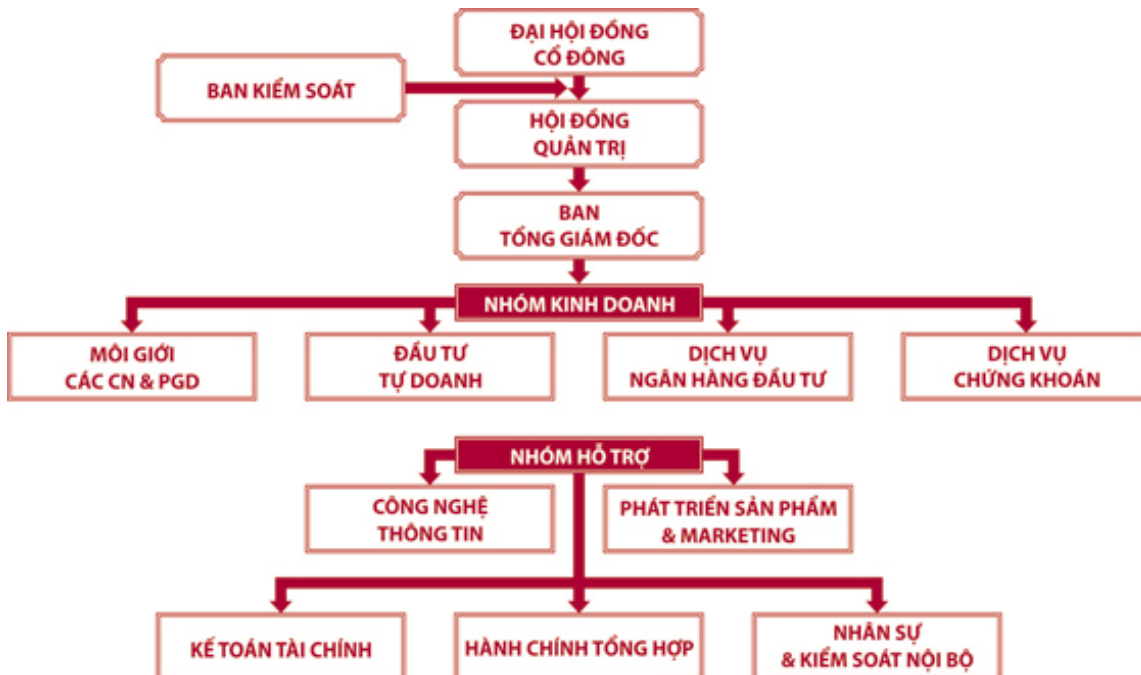 ĐẠI HỘI ĐỒNG
CỔ ĐÔNG
BAN KIỂM SOÁT
HỘI ĐỒNG
QUẢN TRỊ
BAN
TỔNG GIÁM ĐỐC
NHÓM KINH DOANH
MÔI GIỚI
CÁC CN & PGD
ĐẦU TƯ
TỰ DOANH
DỊCH VỤ
NGÂN HÀNG ĐẦU TƯ
DỊCH VỤ
CHỨNG KHOÁN
NHÓM HỖ TRỢ
CÔNG NGHỆ
THÔNG TIN
PHÁT TRIỂN SẢN PHẨM
& MARKETING
KẾ TOÁN TÀI CHÍNH
HÀNH CHÍNH TỔNG HỢP
NHÂN SỰ
& KIỂM SOÁT NỘI BỘ